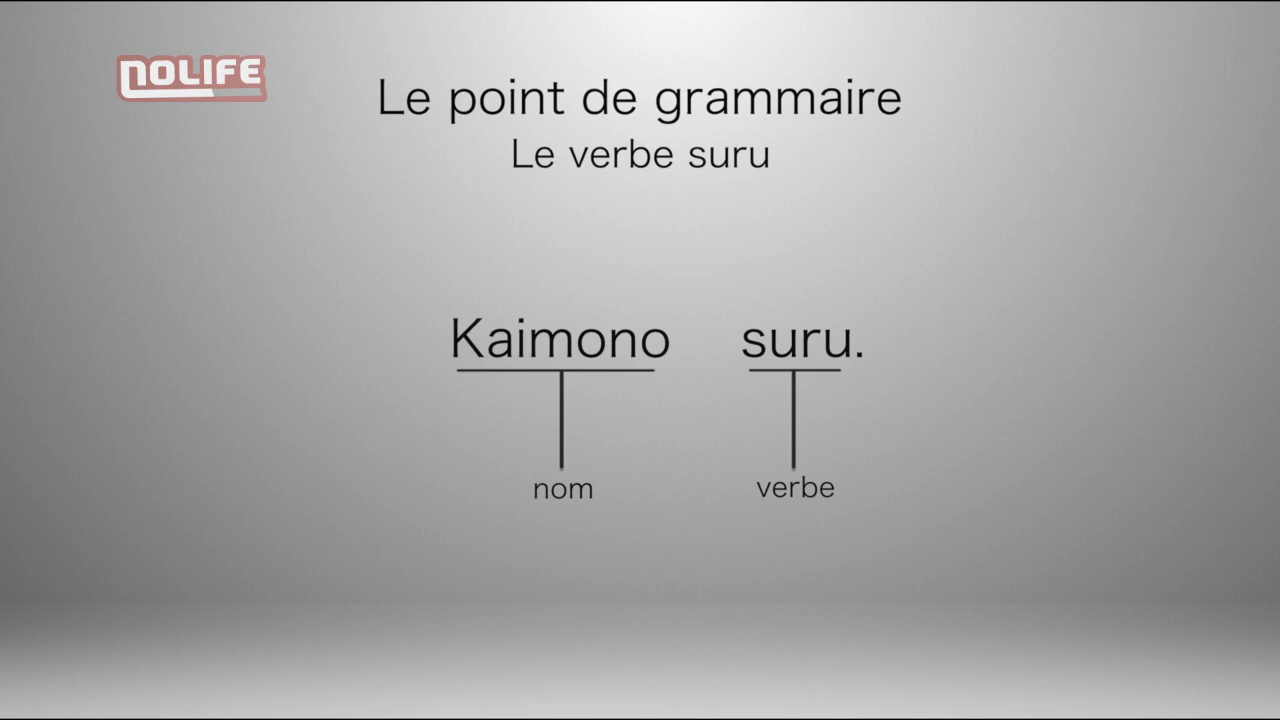 NOLIFE
Le point de grammaire
Le verbe suru
Kaimono suru.
nom verbe